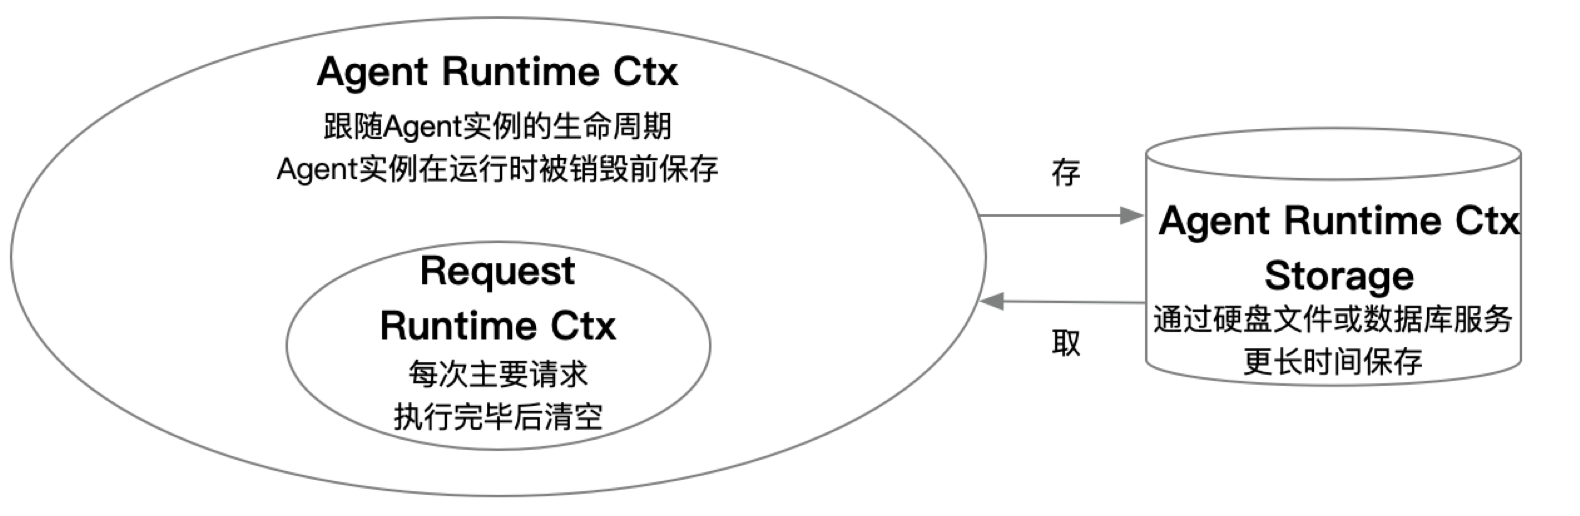 Agent Runtime Ctx
跟随Agent实例的生命周期
Agent实例在运行时被销毁前保存
Request
Runtime Ctx
每次主要请求
执行完毕后清空
存
取
Agent Runtime Ctx
Storage
通过硬盘文件或数据库服务
更长时间保存